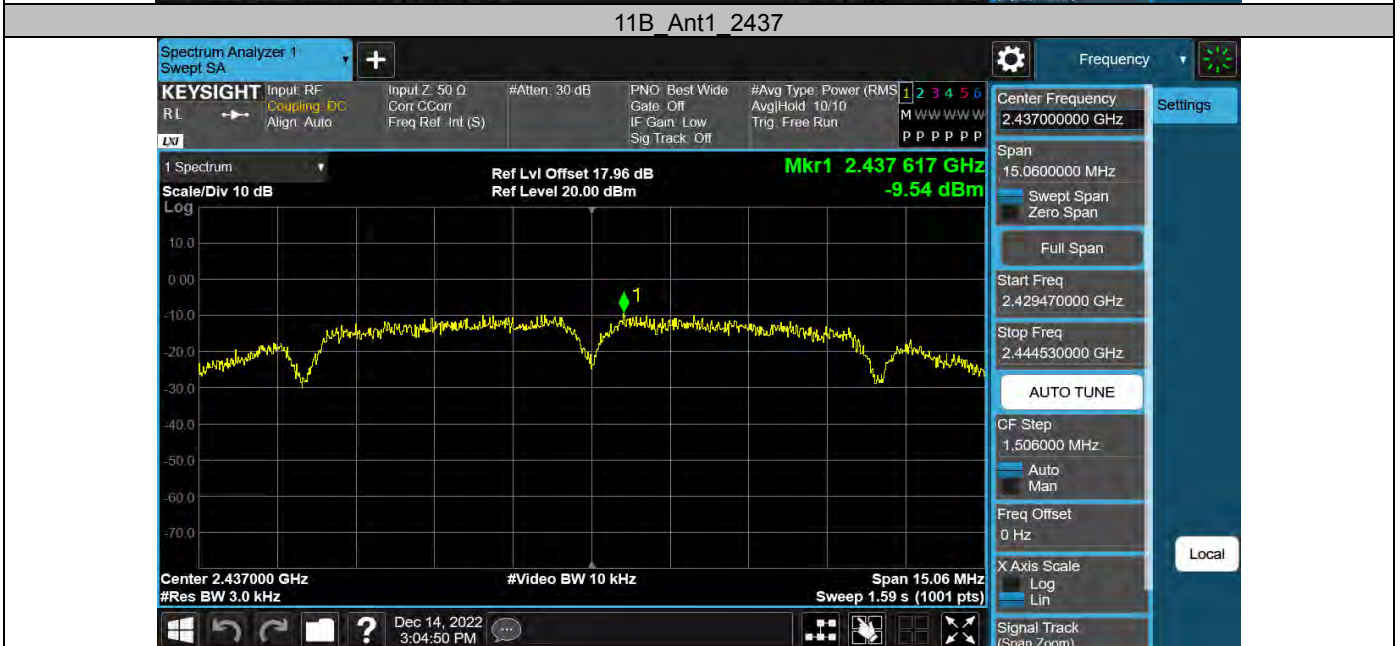 11B_Ant1_2437
Spectrum Analyzer 1
Swept SA
+
Frequency
KEYSIGHT
RL
LXI
Input: RF
Coupling: DC
Align: Auto
Input Z: 50 Ω
Corr CCorr
Freq Ref: Int (S)
#Atten: 30 dB
PNO: Best Wide
Gate: Off
IF Gain: Low
Sig Track: Off
#Avg Type: Power (RMS
Avg|Hold: 10/10
Trig: Free Run
1 2 3 4 5 6
M W W W W W
P P P P P P
1 Spectrum
Scale/Div 10 dB
Log
Ref Lvl Offset 17.96 dB
Ref Level 20.00 dBm
Mkr1 2.437 617 GHz
-9.54 dBm
10.0
0.00
-10.0
-20.0
-30.0
-40.0
-50.0
-60.0
-70.0
1
Center 2.437000 GHz
#Res BW 3.0 kHz
#Video BW 10 kHz
Span 15.06 MHz
Sweep 1.59 s (1001 pts)
Dec 14, 2022
3:04:50 PM
?
Center Frequency
2.437000000 GHz
Span
15.0600000 MHz
Swept Span
Zero Span
Full Span
Start Freq
2.429470000 GHz
Stop Freq
2.444530000 GHz
AUTO TUNE
CF Step
1.506000 MHz
Auto
Man
Freq Offset
0 Hz
X Axis Scale
Log
Lin
Signal Track
(Span Zoom)
Settings
Local